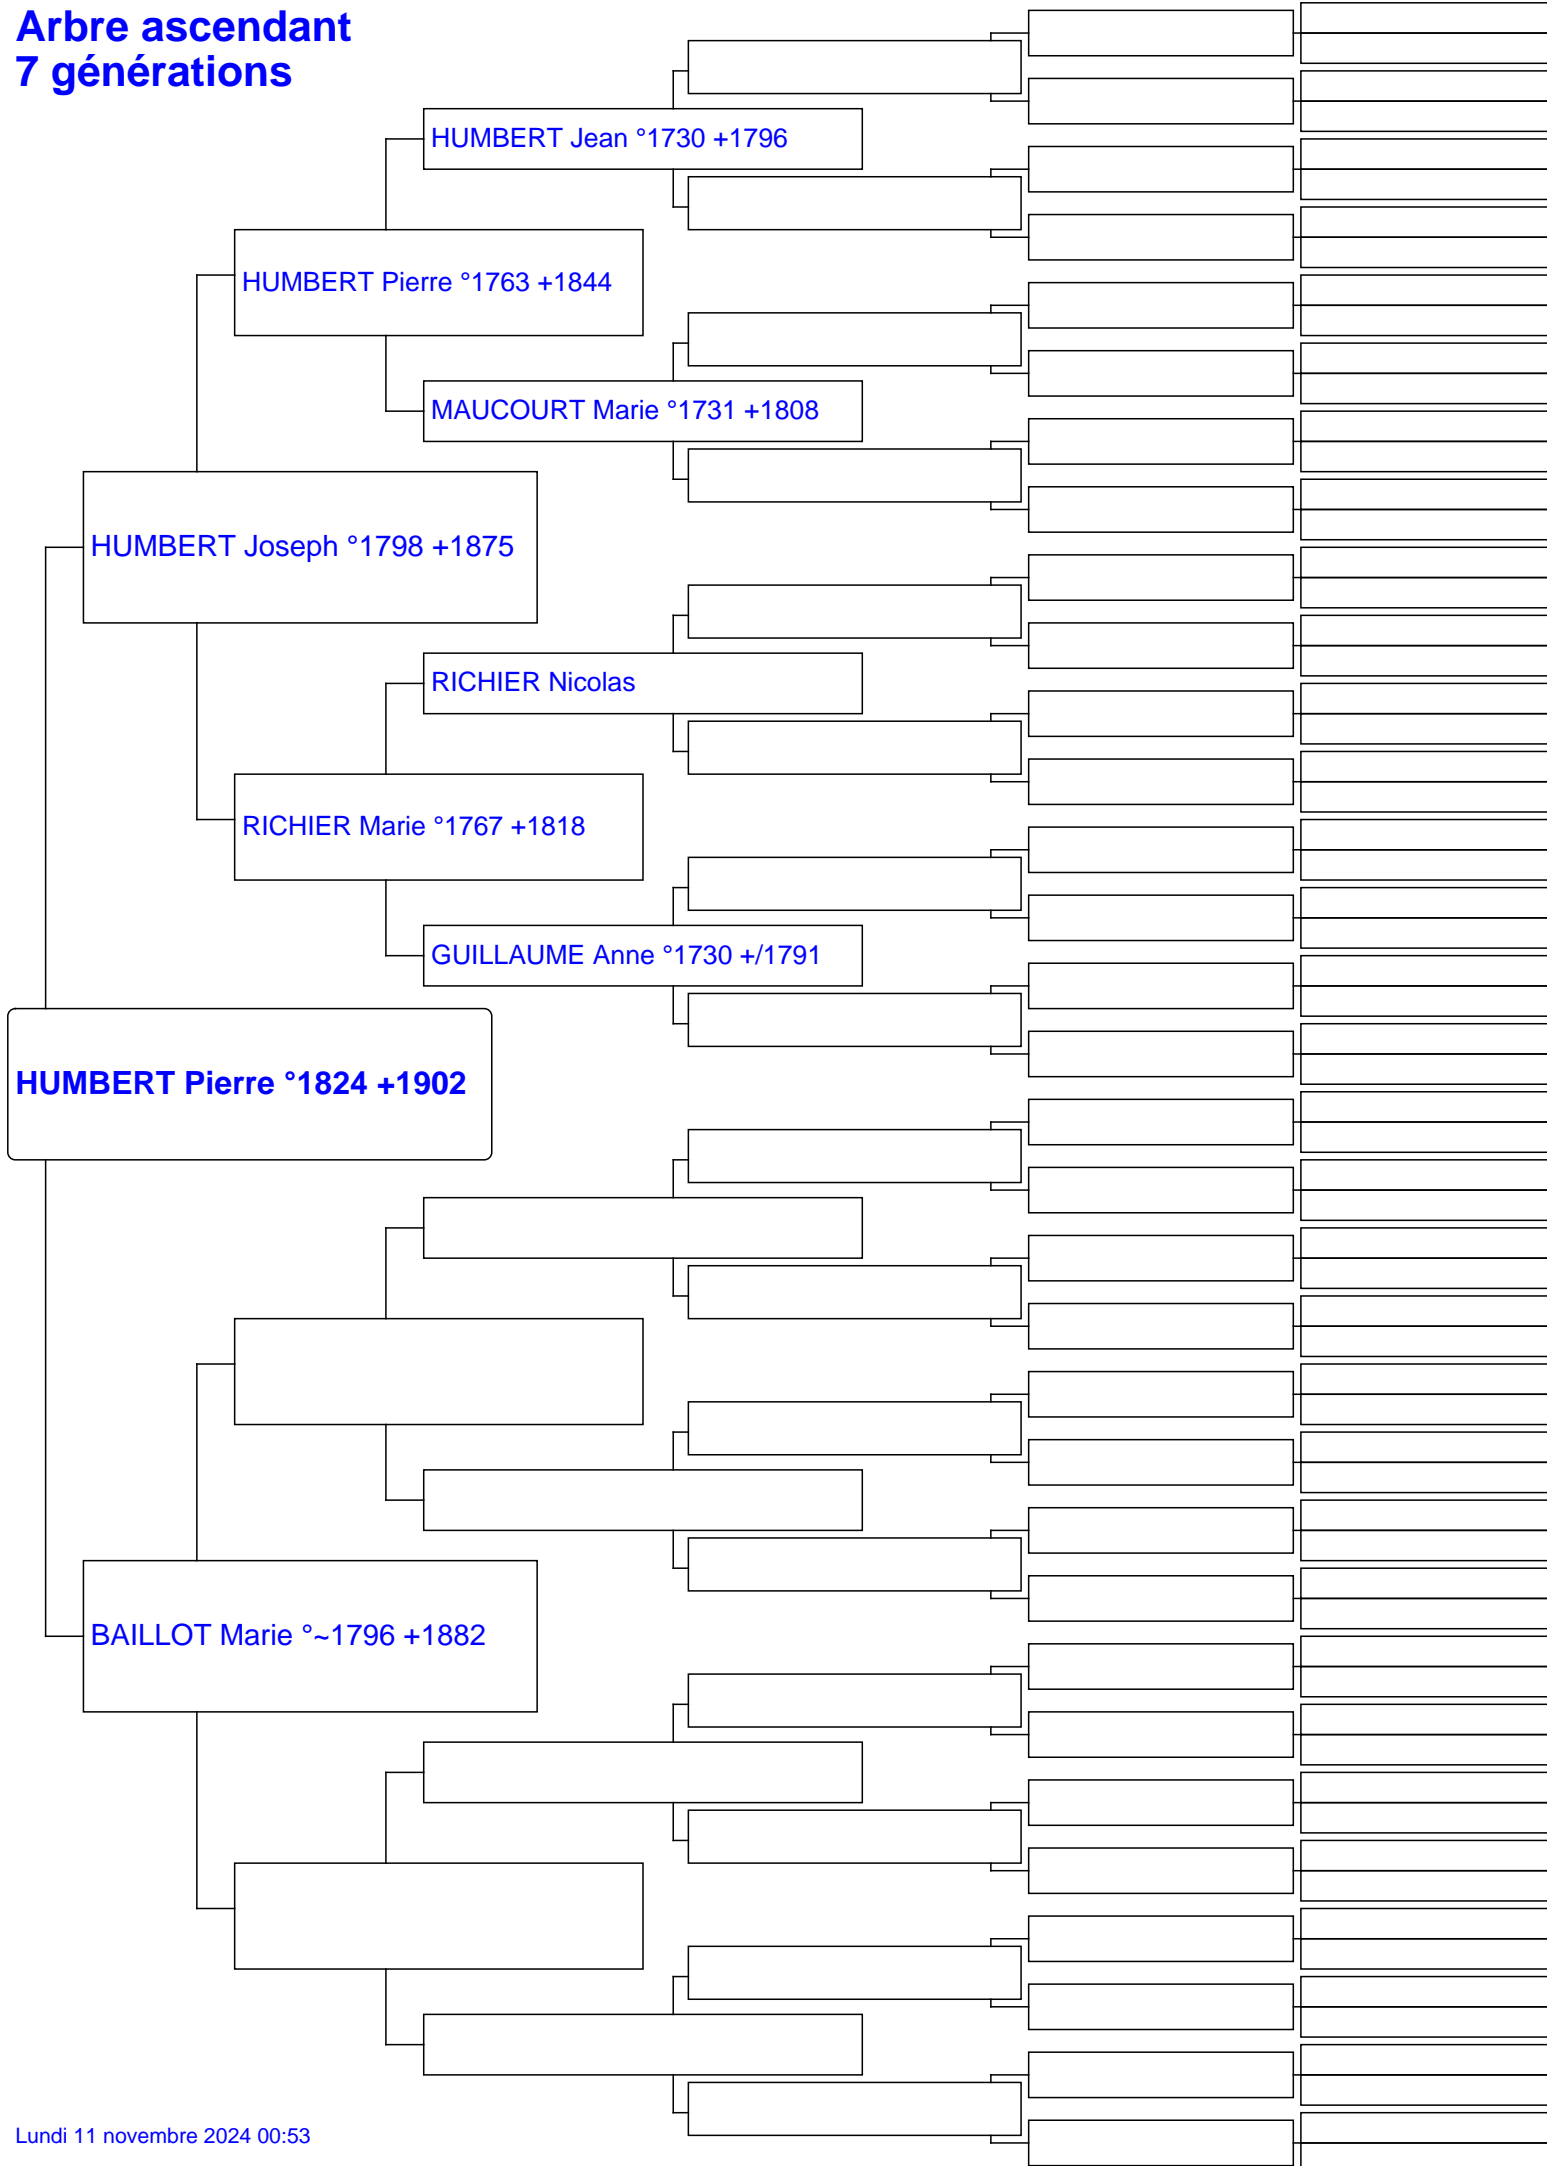 Arbre ascendant
7 générations
HUMBERT Jean °1730 +1796
HUMBERT Pierre °1763 +1844
MAUCOURT Marie °1731 +1808
HUMBERT Joseph °1798 +1875
RICHIER Nicolas
RICHIER Marie °1767 +1818
GUILLAUME Anne °1730 +/1791
HUMBERT Pierre °1824 +1902
BAILLOT Marie °~1796 +1882
Lundi 11 novembre 2024 00:53